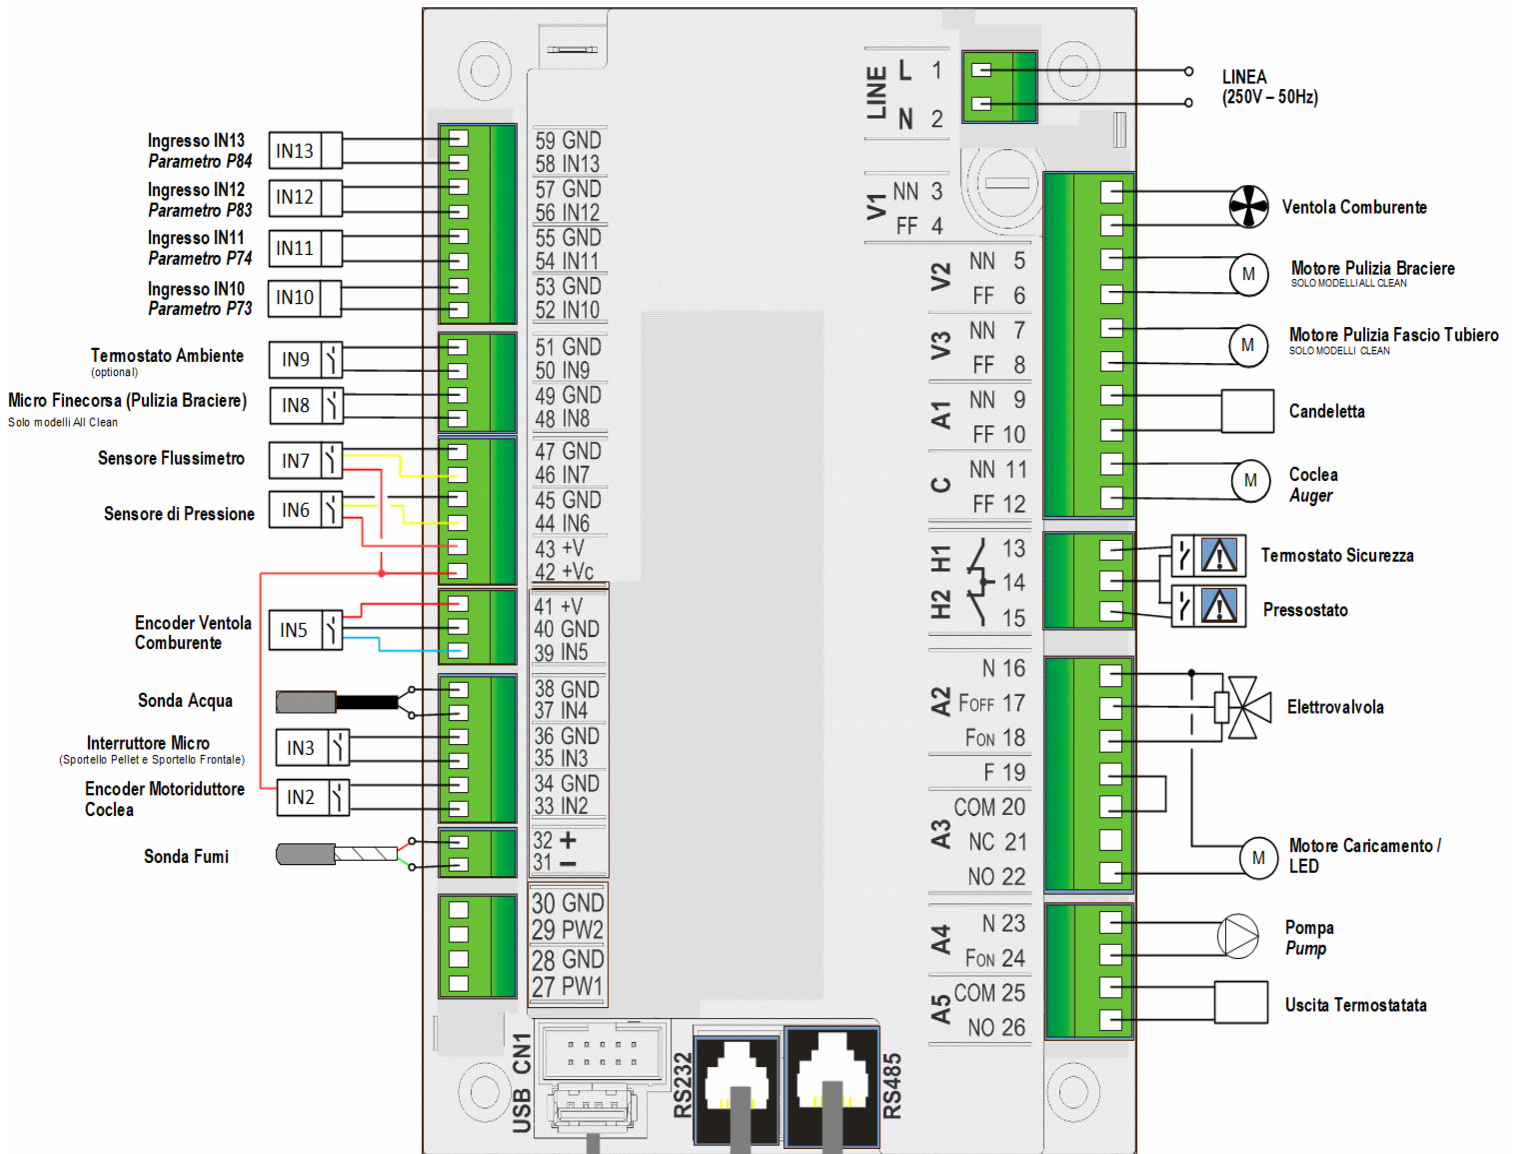 Ingresso IN13
Parametro P84
IN13
Ingresso IN12
Parametro P83
IN12
Ingresso IN11
Parametro P74
IN11
Ingresso IN10
Parametro P73
IN10
Termostato Ambiente
(optional)
IN9
Micro Finecorsa (Pulizia Braciere)
Solo modelli All Clean
IN8
Sensore Flussimetro
IN7
Sensore di Pressione
IN6
Encoder Ventola
Comburente
IN5
Sonda Acqua
Interruttore Micro
(Sportello Pellet e Sportello Frontale)
IN3
Encoder Motoriduttore
Coclea
IN2
Sonda Fumi
59 GND
58 IN13
57 GND
56 IN12
55 GND
54 IN11
53 GND
52 IN10
51 GND
50 IN9
49 GND
48 IN8
47 GND
46 IN7
45 GND
44 IN6
43 +V
42 +Vc
41 +V
40 GND
39 IN5
38 GND
37 IN4
36 GND
35 IN3
34 GND
33 IN2
32 +
31 −
30 GND
29 PW2
28 GND
27 PW1
USB CN1
RS232
RS485
LINE
L 1
N 2
V1
NN 3
FF 4
V2
NN 5
FF 6
V3
NN 7
FF 8
A1
NN 9
FF 10
C
NN 11
FF 12
H1
H2
13
14
15
A2
N 16
FOFF 17
FON 18
A3
F 19
COM 20
NC 21
NO 22
A4
N 23
FON 24
A5
COM 25
NO 26
LINEA
(250V – 50Hz)
Ventola Comburente
M
Motore Pulizia Braciere
SOLO MODELLI ALL CLEAN
M
Motore Pulizia Fascio Tubiero
SOLO MODELLI CLEAN
Candeletta
M
Coclea
Auger
Termostato Sicurezza
Pressostato
Elettrovalvola
M
Motore Caricamento /
LED
Pompa
Pump
Uscita Termostatata